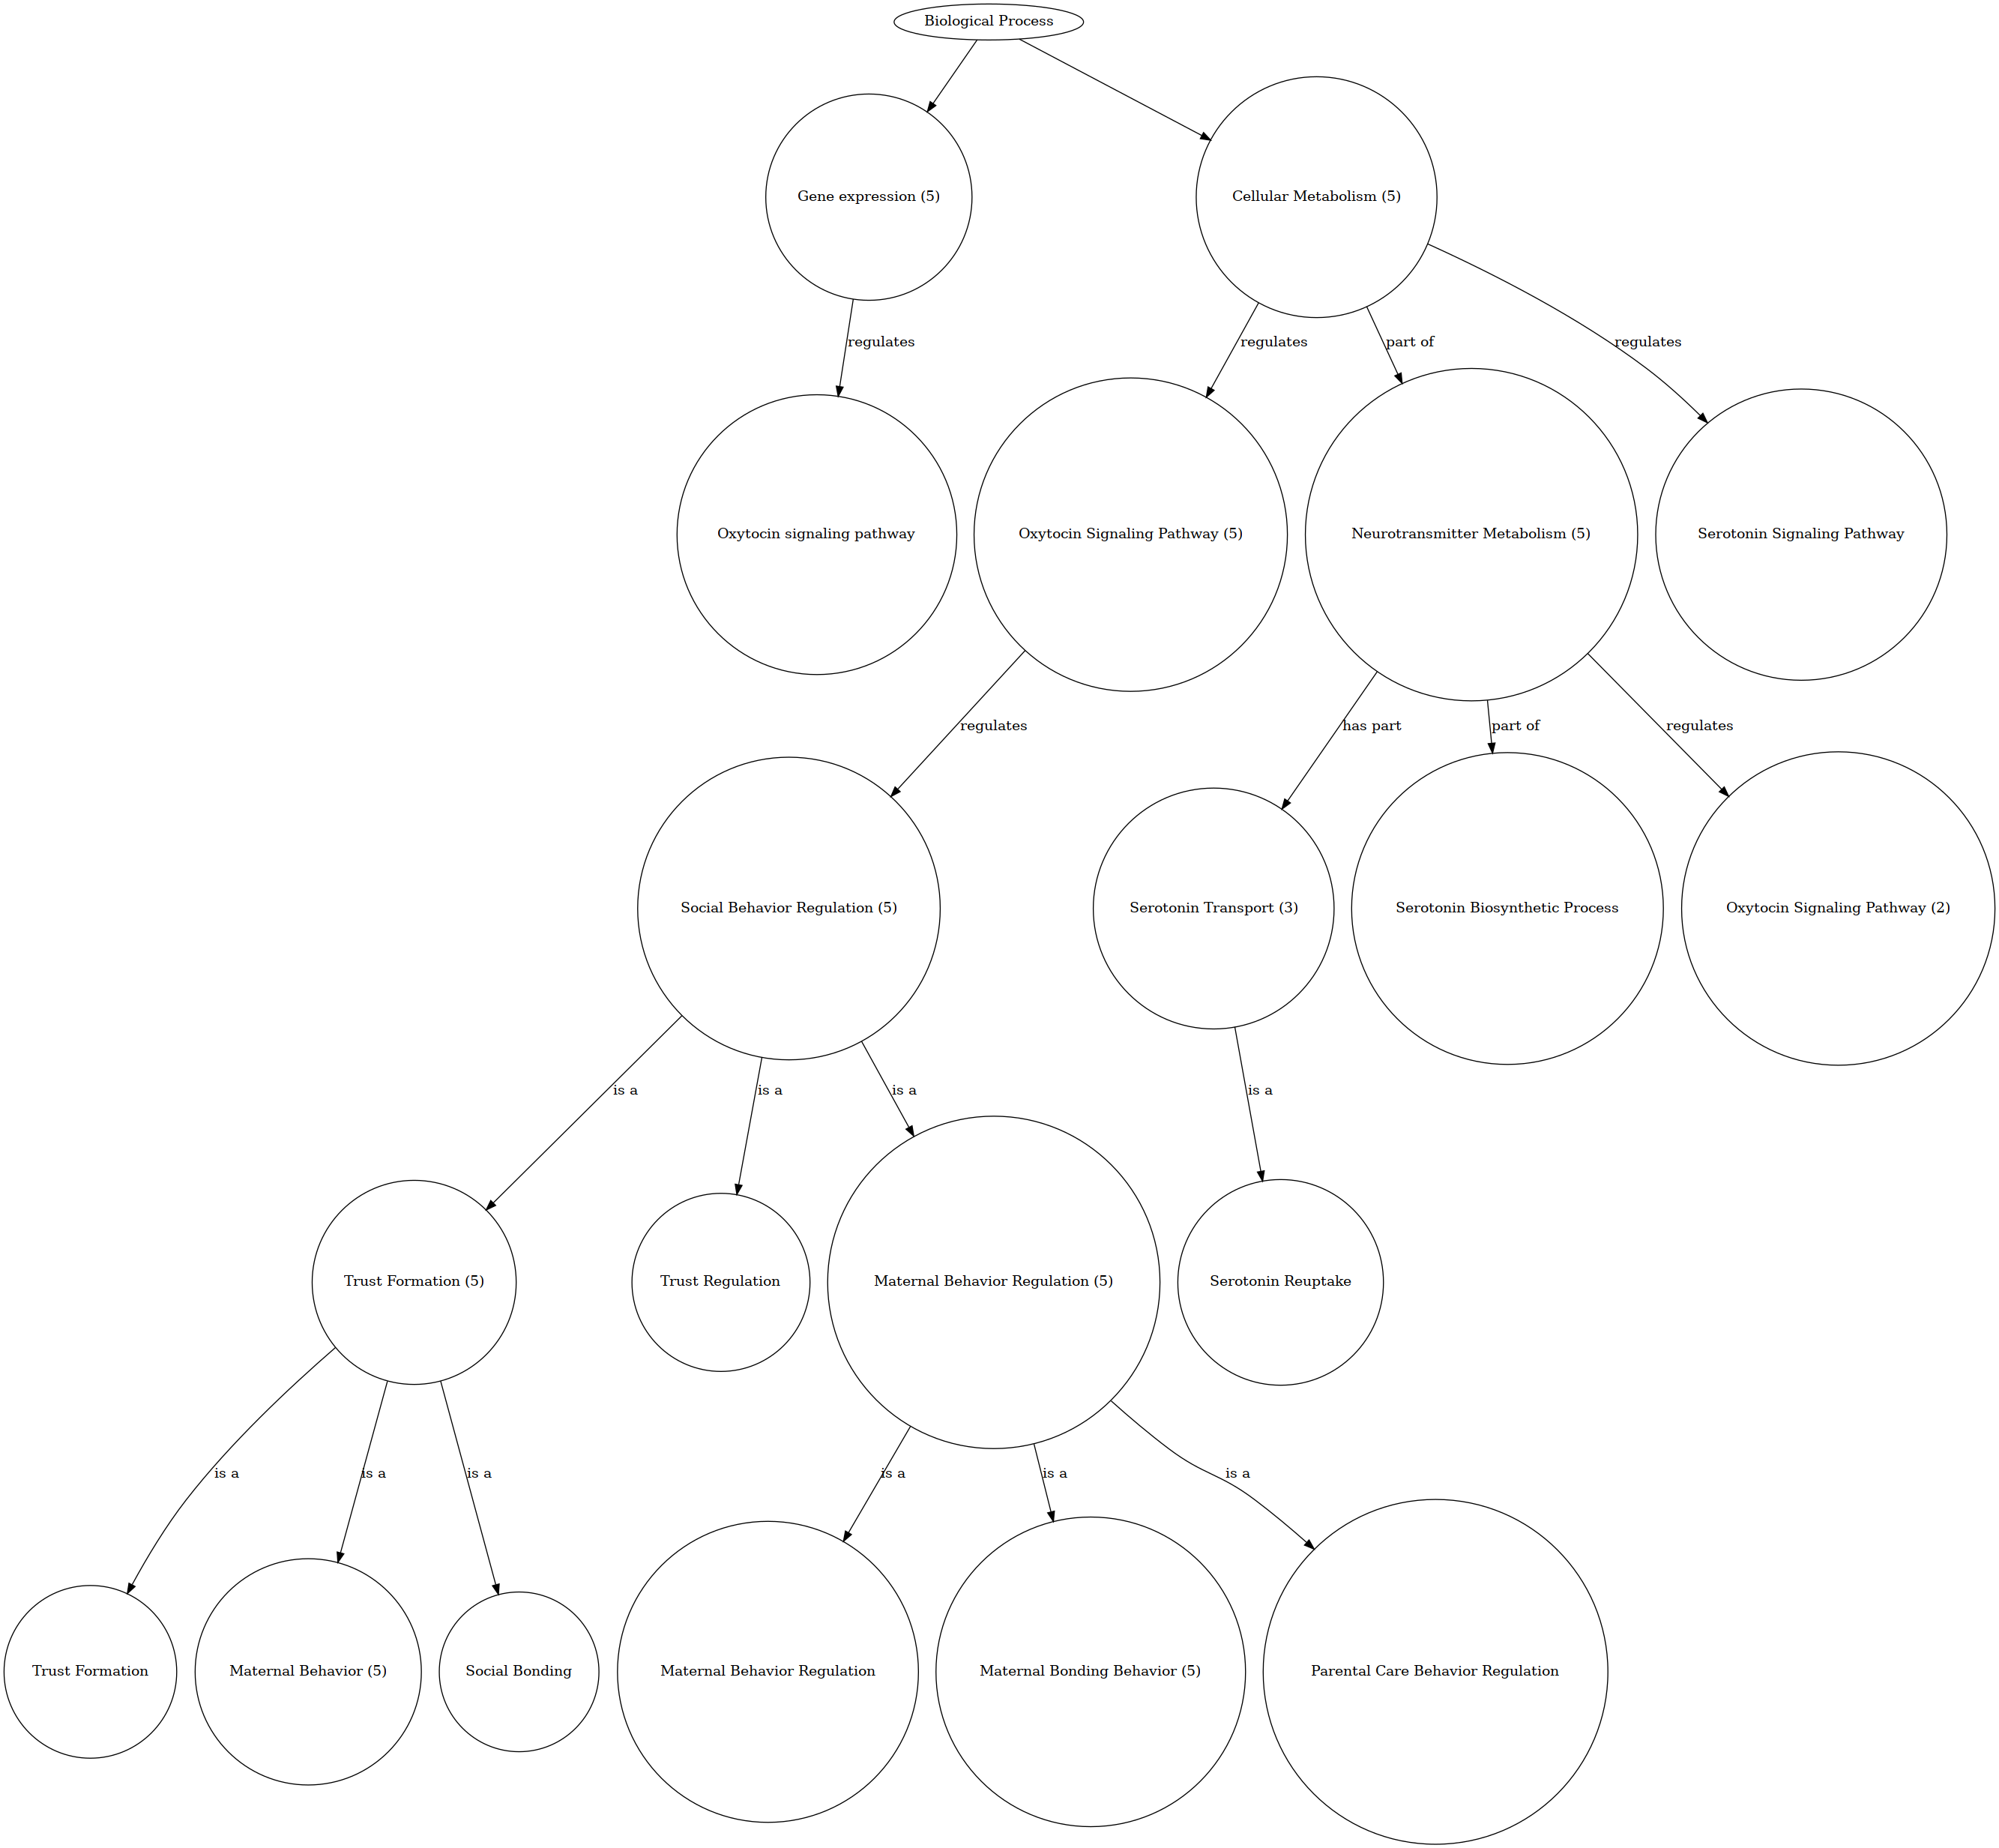 Biological Process
Gene expression (5)
Cellular Metabolism (5)
regulates
regulates
part of
regulates
Oxytocin signaling pathway
Oxytocin Signaling Pathway (5)
Neurotransmitter Metabolism (5)
Serotonin Signaling Pathway
regulates
has part
part of
regulates
Social Behavior Regulation (5)
Serotonin Transport (3)
Serotonin Biosynthetic Process
Oxytocin Signaling Pathway (2)
is a
is a
is a
is a
Trust Formation (5)
Trust Regulation
Maternal Behavior Regulation (5)
Serotonin Reuptake
is a
is a
is a
is a
is a
is a
Trust Formation
Maternal Behavior (5)
Social Bonding
Maternal Behavior Regulation
Maternal Bonding Behavior (5)
Parental Care Behavior Regulation